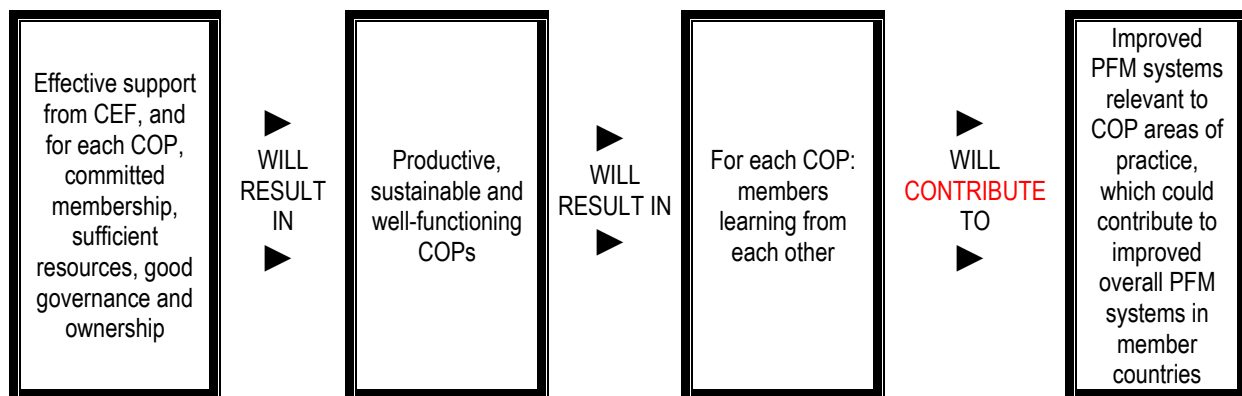 Effective support
from CEF, and
for each COP,
committed
membership,
sufficient
resources, good
governance and
ownership
►
WILL
RESULT
IN
►
Productive,
sustainable and
well-functioning
COPs
►
WILL
RESULT IN
►
For each COP:
members
learning from
each other
►
WILL
CONTRIBUTE
TO
►
Improved
PFM systems
relevant to
COP areas of
practice,
which could
contribute to
improved
overall PFM
systems in
member
countries